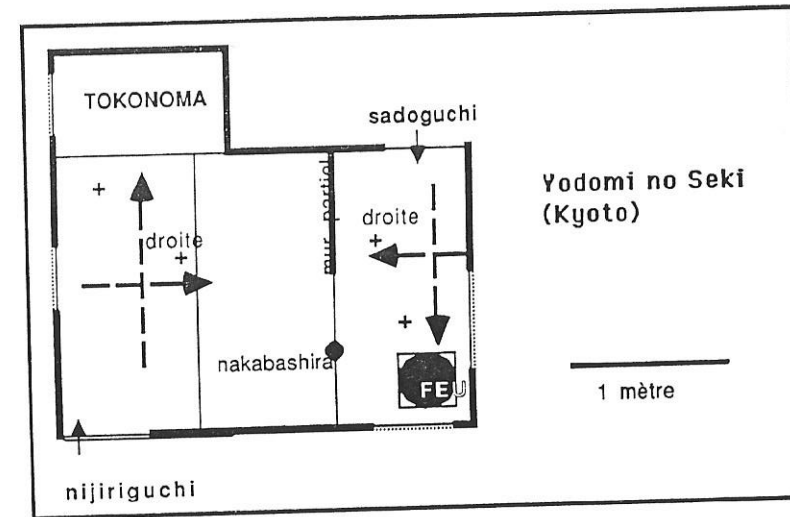 TOKONOMA
sadoguchi
Yodomi no Seki
(Kyoto)
+
droite
+
mur partiel
droite
+
+
nakabashira
FEU
1 mètre
nijiriguchi